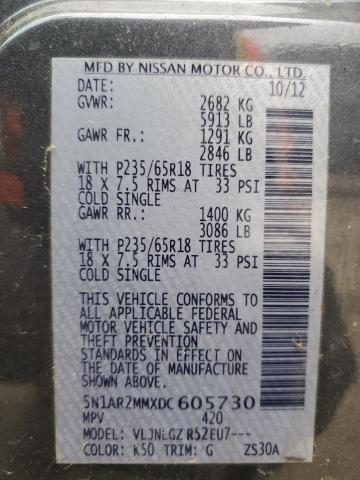 MFD BY NISSAN MOTOR CO., LTD.
DATE: 10/12
GVWR: 2682 KG
5913 LB
GAWR FR.: 1291 KG
2846 LB
WITH P235/65R18 TIRES
18 X 7.5 RIMS AT 33 PSI
COLD SINGLE
GAWR RR.: 1400 KG
3086 LB
WITH P235/65R18 TIRES
18 X 7.5 RIMS AT 33 PSI
COLD SINGLE
THIS VEHICLE CONFORMS TO
ALL APPLICABLE FEDERAL
MOTOR VEHICLE SAFETY AND
THEFT PREVENTION
STANDARDS IN EFFECT ON
THE DATE OF MANUFACTURE
SHOWN ABOVE.
5N1AR2MMXDC605730
MPV 420
MODEL: VLJNLGZ R52EU7---
COLOR: K50 TRIM: G ZS30A